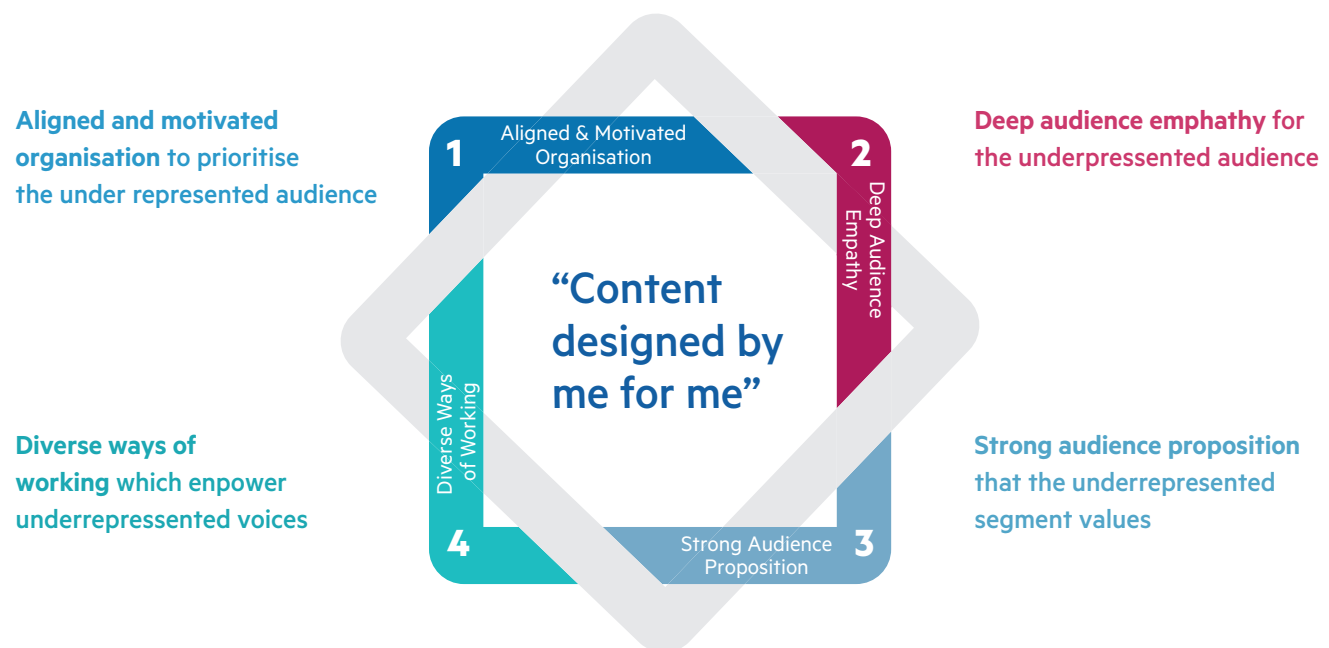 Aligned and motivated
organisation to prioritise
the under represented audience
1
Aligned & Motivated
Organisation
2
Deep Audience
Empathy
Deep audience emphathy for
the underpressented audience
“Content
designed by
me for me”
Diverse ways of
working which enpower
underrepressented voices
Diverse Ways
of Working
4
Strong Audience
Proposition
3
Strong audience proposition
that the underrepresented
segment values